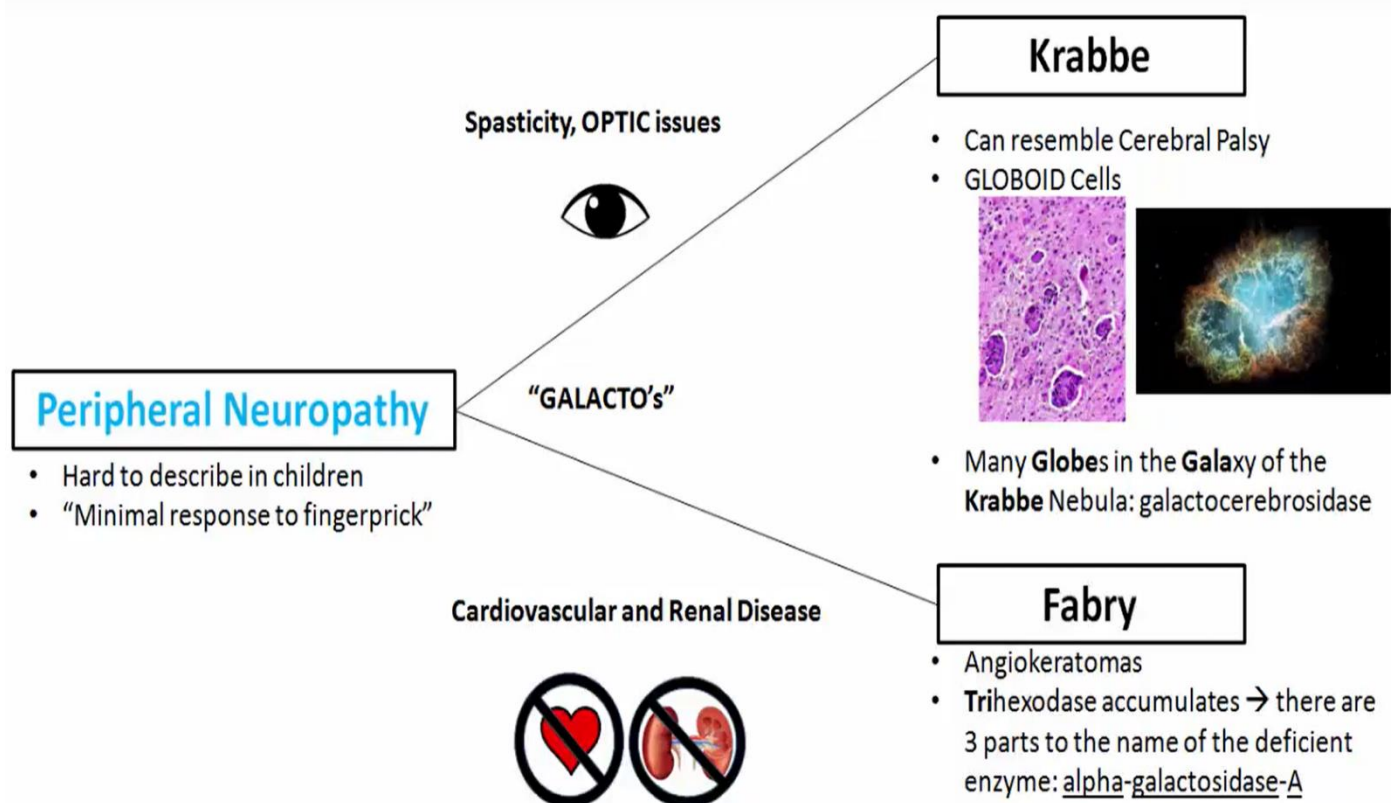 Krabbe
Spasticity, OPTIC issues
• Can resemble Cerebral Palsy
• GLOBOID Cells
Peripheral Neuropathy
"GALACTO's"
• Hard to describe in children
• "Minimal response to fingerprick"
• Many Globes in the Galaxy of the
Krabbe Nebula: galactocerebrosidase
Cardiovascular and Renal Disease
Fabry
• Angiokeratomas
• Trihexodase accumulates → there are
3 parts to the name of the deficient
enzyme: alpha-galactosidase-A